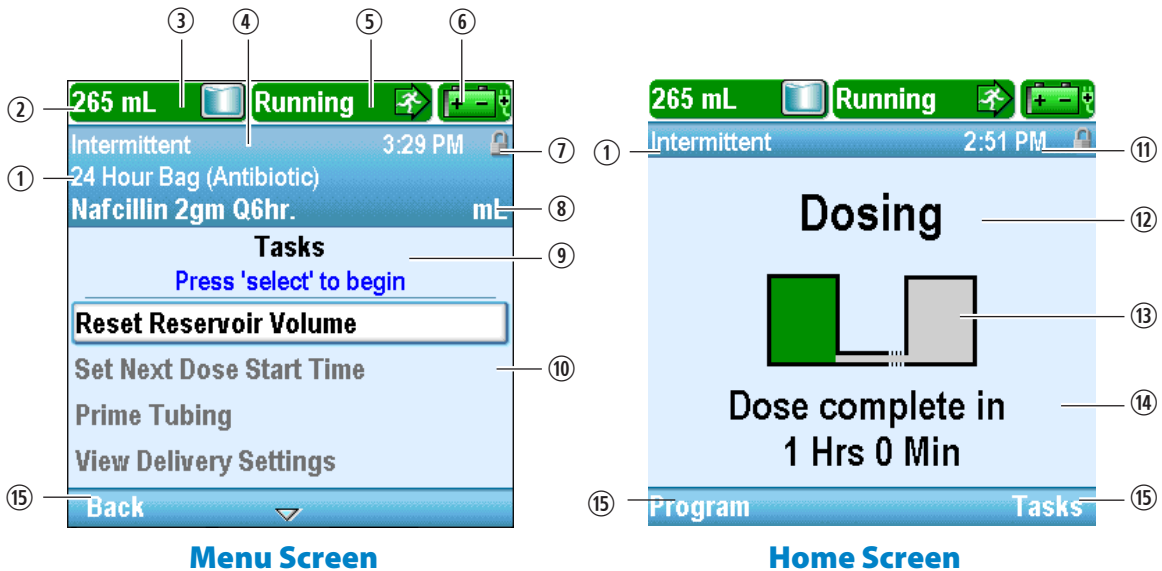 ③ ④ ⑤ ⑥
② 265 mL Running + -
Intermittent 3:29 PM ⑦
① 24 Hour Bag (Antibiotic)
Nafcillin 2gm Q6hr. mL ⑧
Tasks ⑨
Press 'select' to begin
Reset Reservoir Volume
Set Next Dose Start Time ⑩
Prime Tubing
View Delivery Settings
⑮ Back
Menu Screen
265 mL Running + -
① Intermittent 2:51 PM ⑪
Dosing ⑫
⑬
Dose complete in ⑭
1 Hrs 0 Min
⑮ Program Tasks ⑮
Home Screen